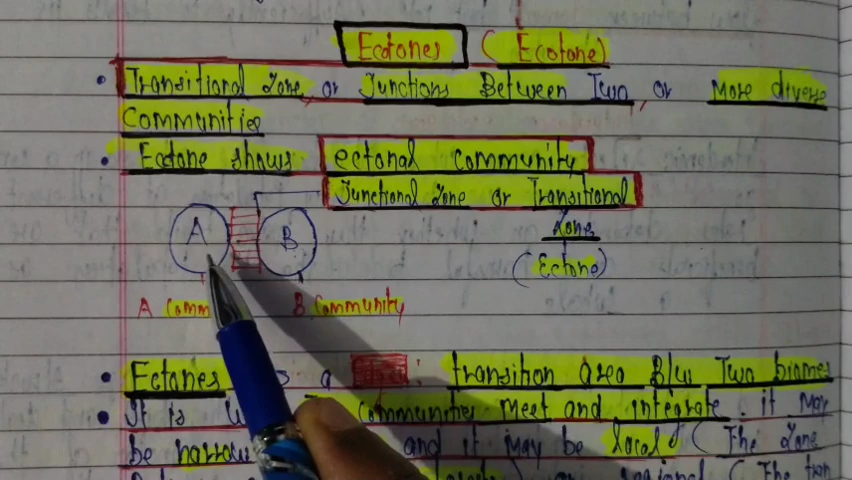 Ecotones ( Ecotone)
• Transitional Zone, or Junctions Between Two, or More diverse
Communities
• Ecotone shows ectonal community
Junctional Zone or Transitional
Zone
A B
( Ectone)
A Comm B Community
• Ectones s a : transition area B/w Two biomes
• It is Communities Meet and integrate. it may
be narrow and it may be local ( The Zone